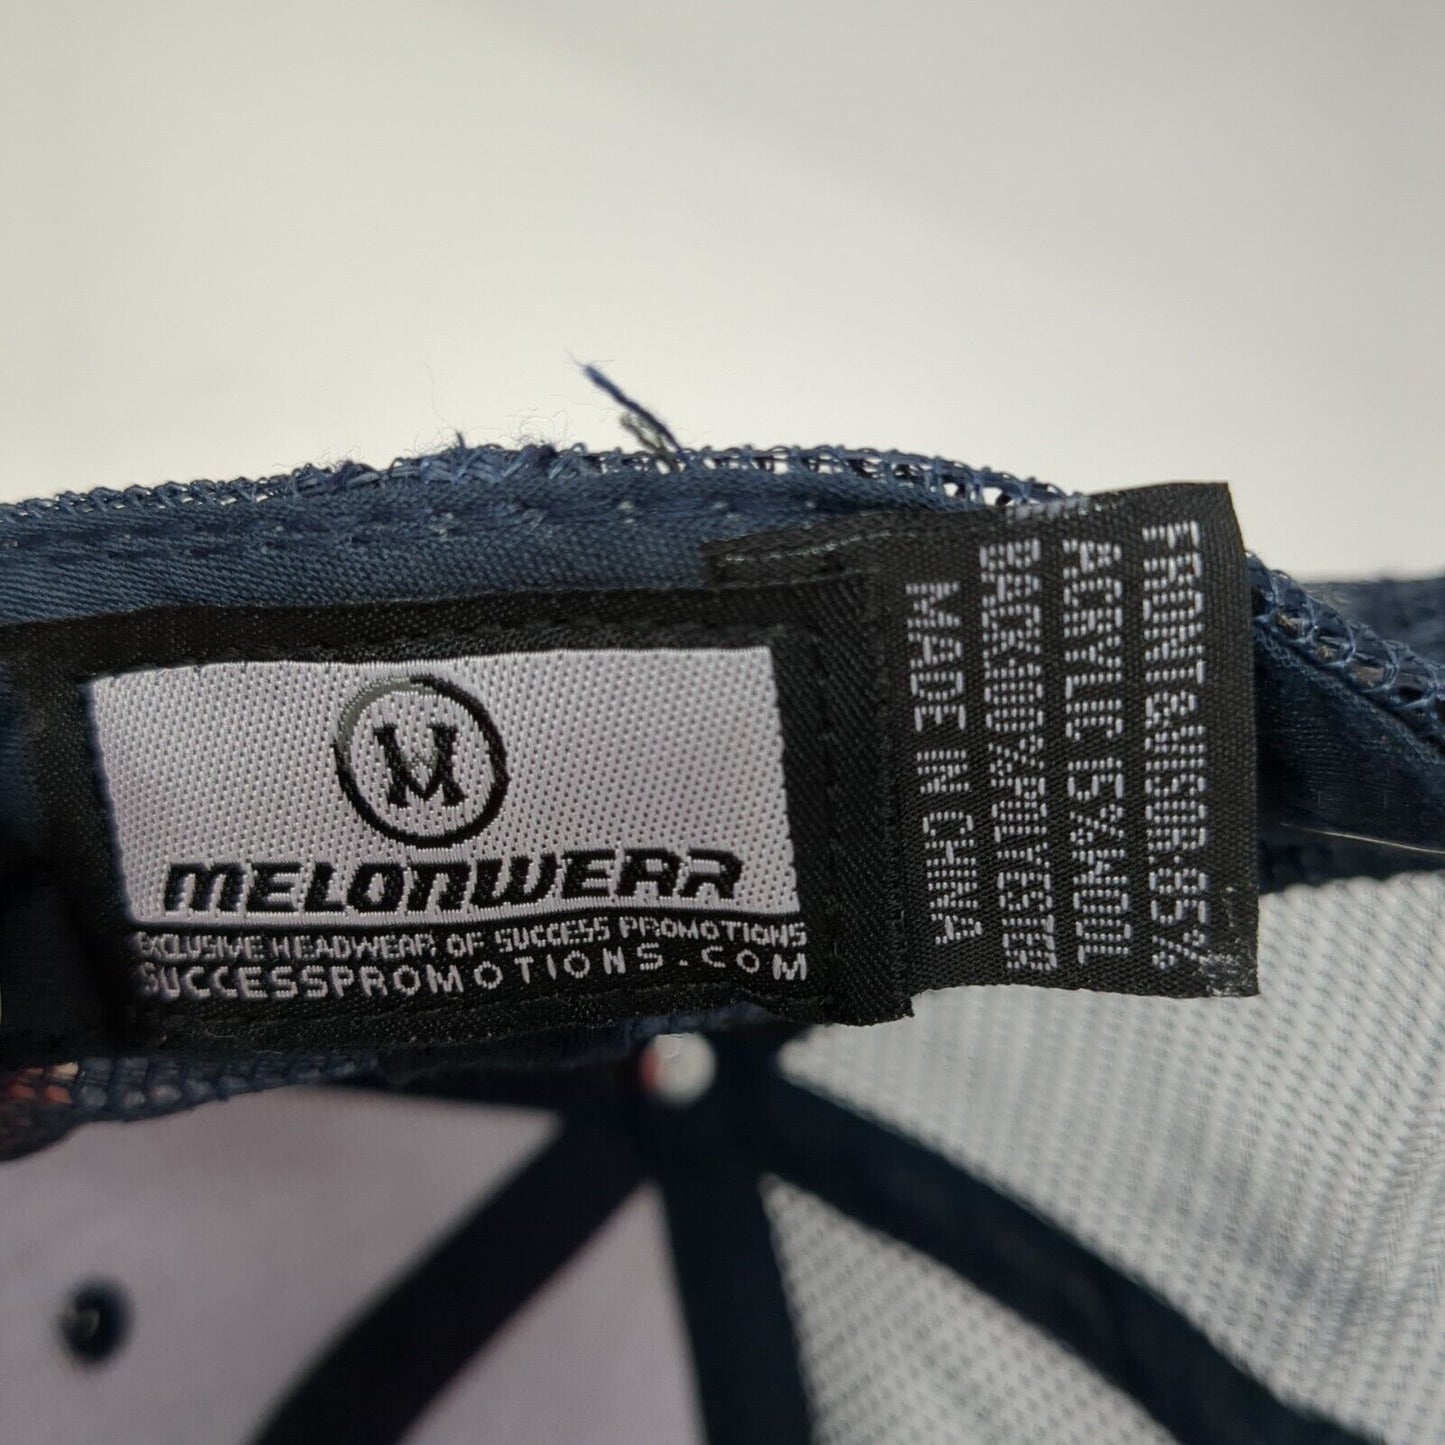 M
MELONWEAR
EXCLUSIVE HEADWEAR OF SUCCESS PROMOTIONS
SUCCESSPROMOTIONS.COM
FRONT&VISOR:85%
ACRYLIC 15%WOOL
BACK:100%POLYESTER
MADE IN CHINA